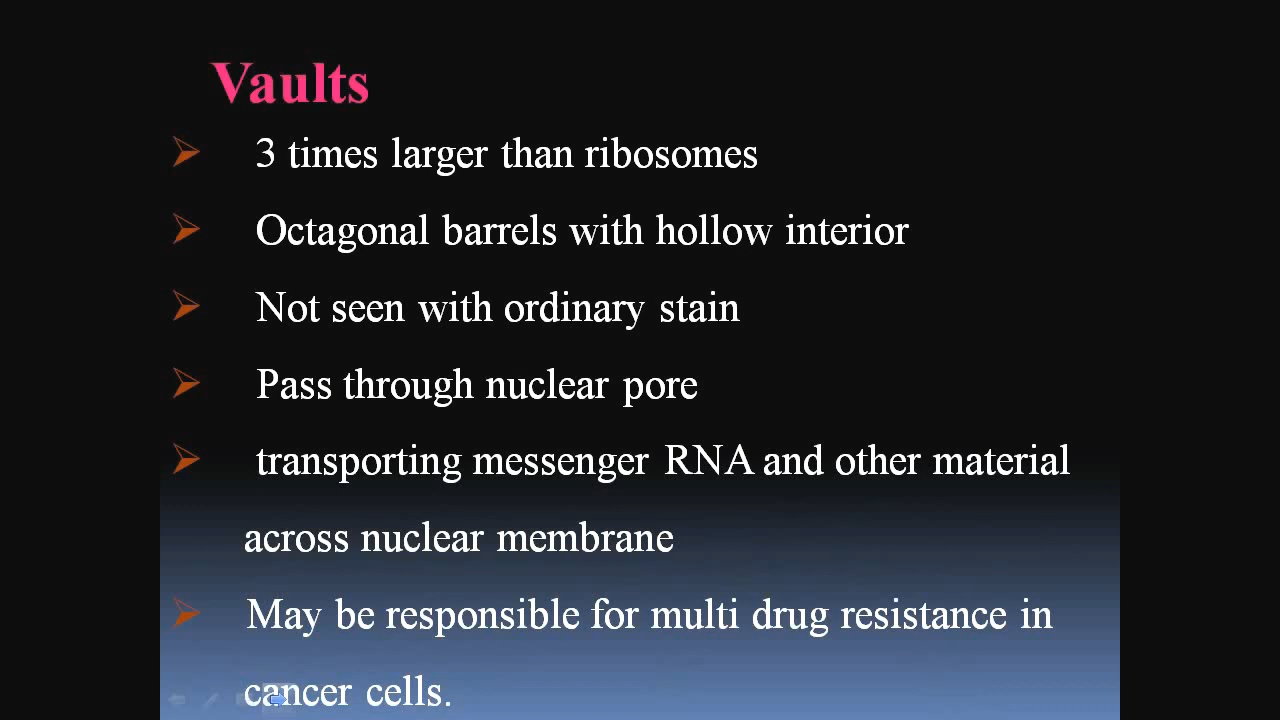 Vaults
3 times larger than ribosomes
Octagonal barrels with hollow interior
Not seen with ordinary stain
Pass through nuclear pore
transporting messenger RNA and other material
across nuclear membrane
May be responsible for multi drug resistance in
cancer cells.